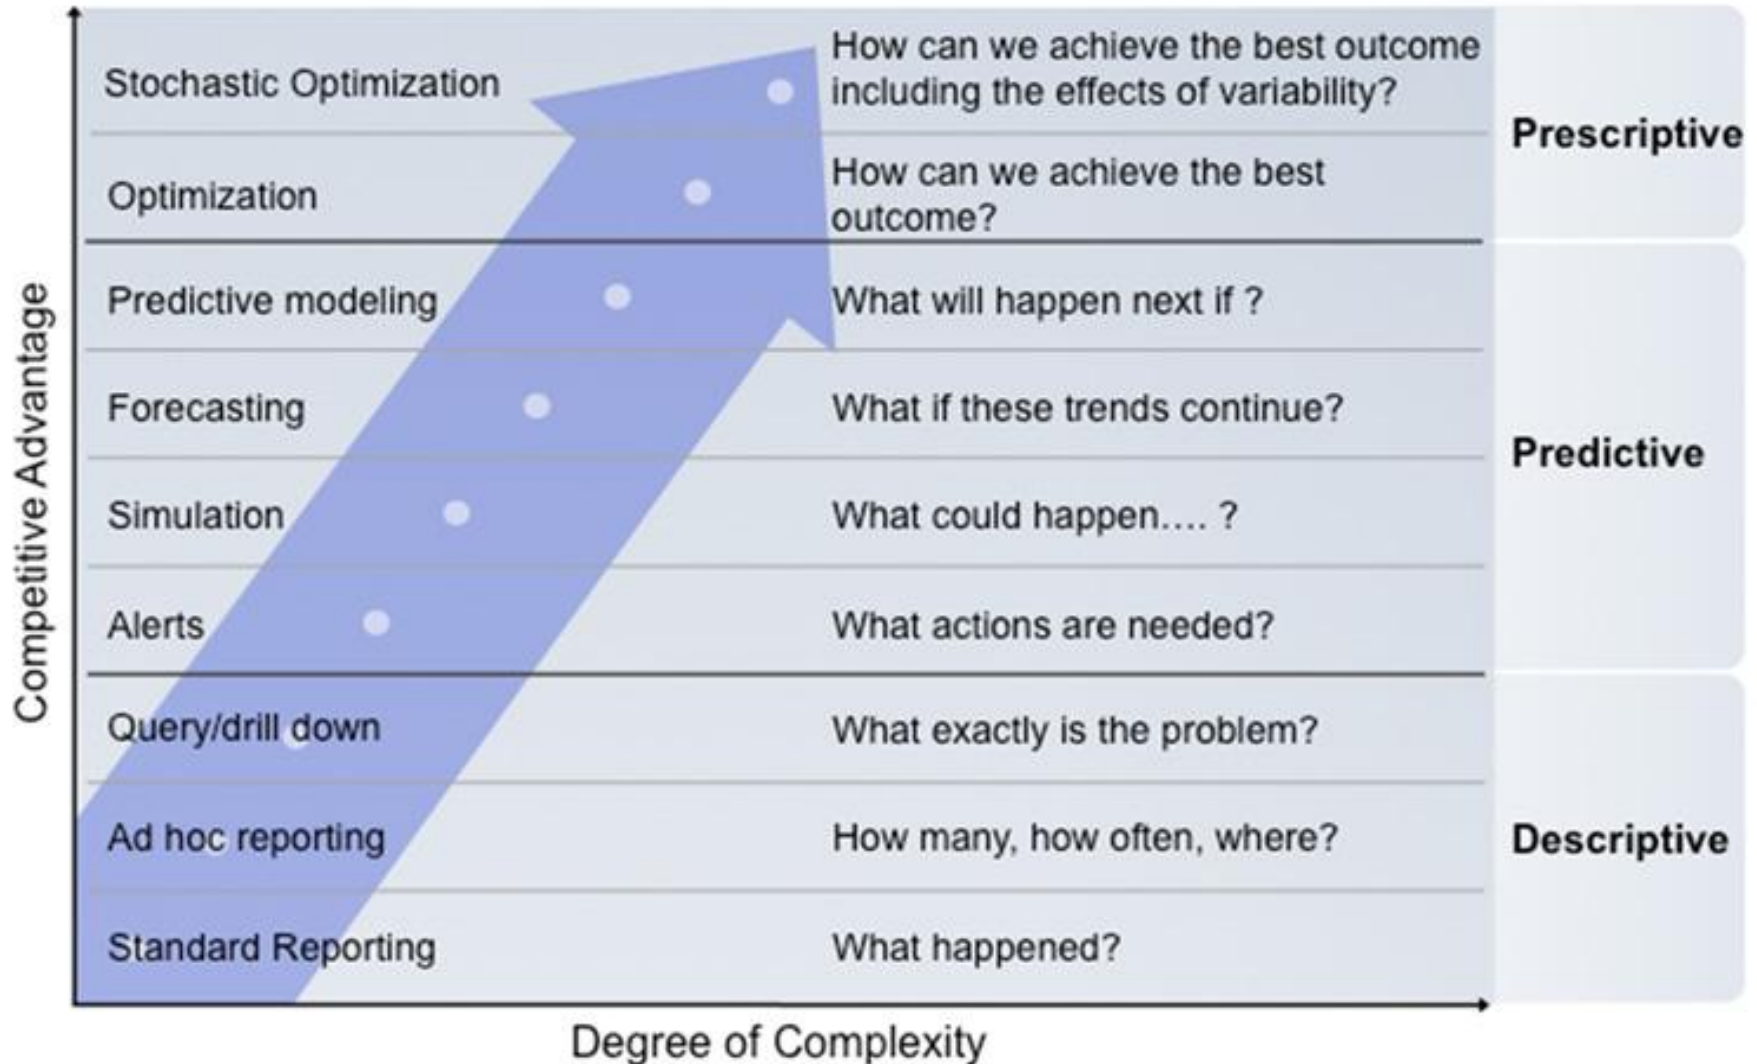 Competitive Advantage
Stochastic Optimization
How can we achieve the best outcome
including the effects of variability?
Prescriptive
Optimization
How can we achieve the best
outcome?
Predictive modeling
What will happen next if ?
Forecasting
What if these trends continue?
Predictive
Simulation
What could happen.... ?
Alerts
What actions are needed?
Query/drill down
What exactly is the problem?
Ad hoc reporting
How many, how often, where?
Descriptive
Standard Reporting
What happened?
Degree of Complexity